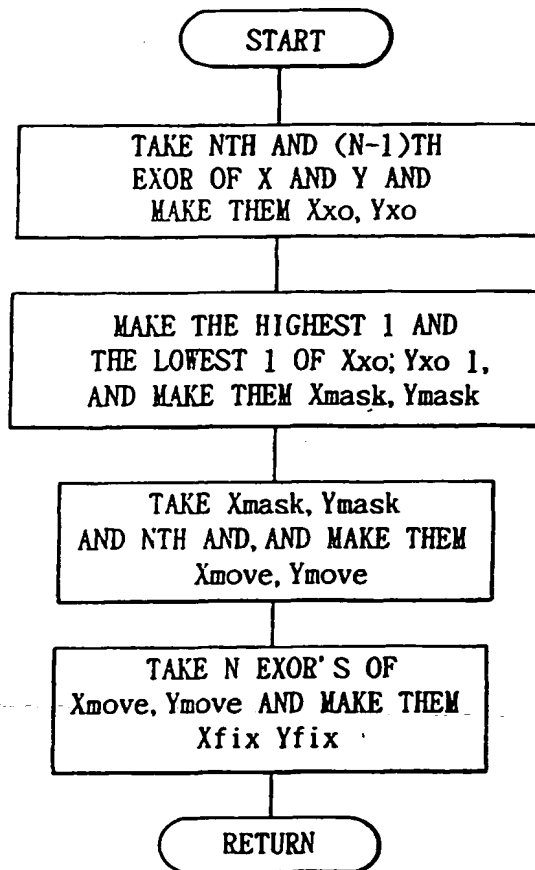 START
TAKE NTH AND (N-1)TH
EXOR OF X AND Y AND
MAKE THEM Xxo, Yxo
MAKE THE HIGHEST 1 AND
THE LOWEST 1 OF Xxo; Yxo 1,
AND MAKE THEM Xmask, Ymask
TAKE Xmask, Ymask
AND NTH AND, AND MAKE THEM
Xmove, Ymove
TAKE N EXOR'S OF
Xmove, Ymove AND MAKE THEM
Xfix Yfix
RETURN